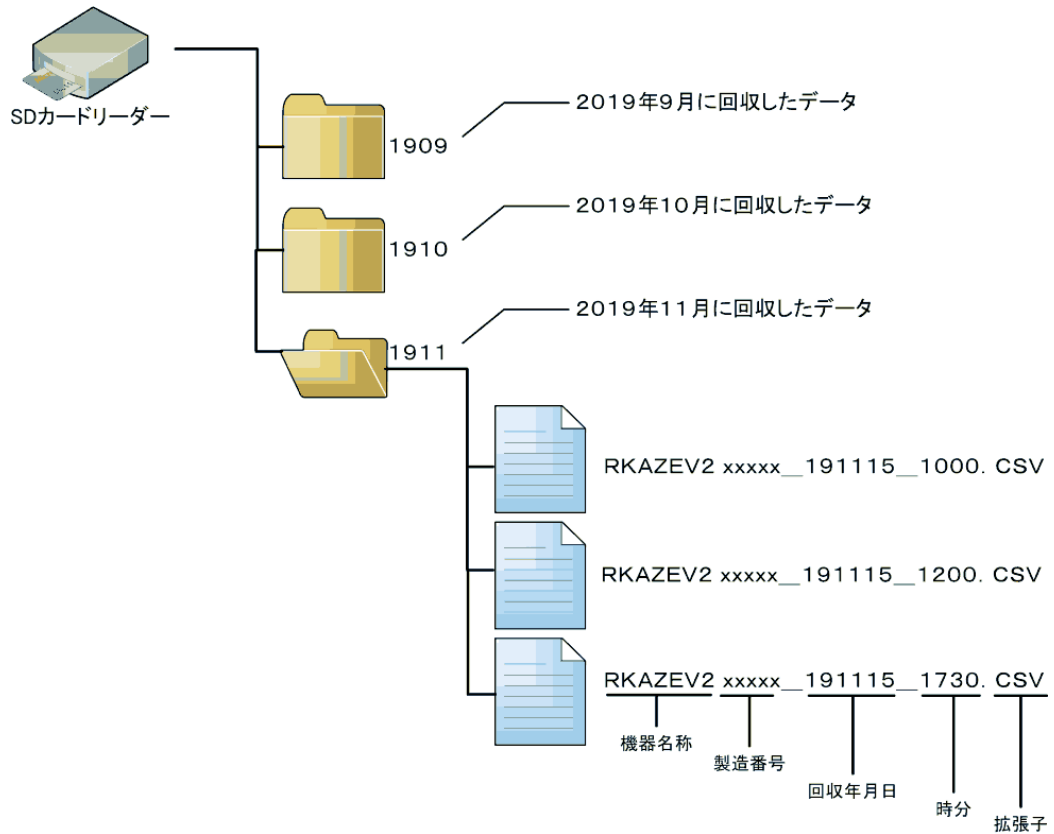 SDカードリーダー
1909
2019年9月に回収したデータ
1910
2019年10月に回収したデータ
1911
2019年11月に回収したデータ
RKAZEV2 xxxxx__191115__1000. CSV
RKAZEV2 xxxxx__191115__1200. CSV
RKAZEV2 xxxxx__191115__1730. CSV
機器名称
製造番号
回収年月日
時分
拡張子